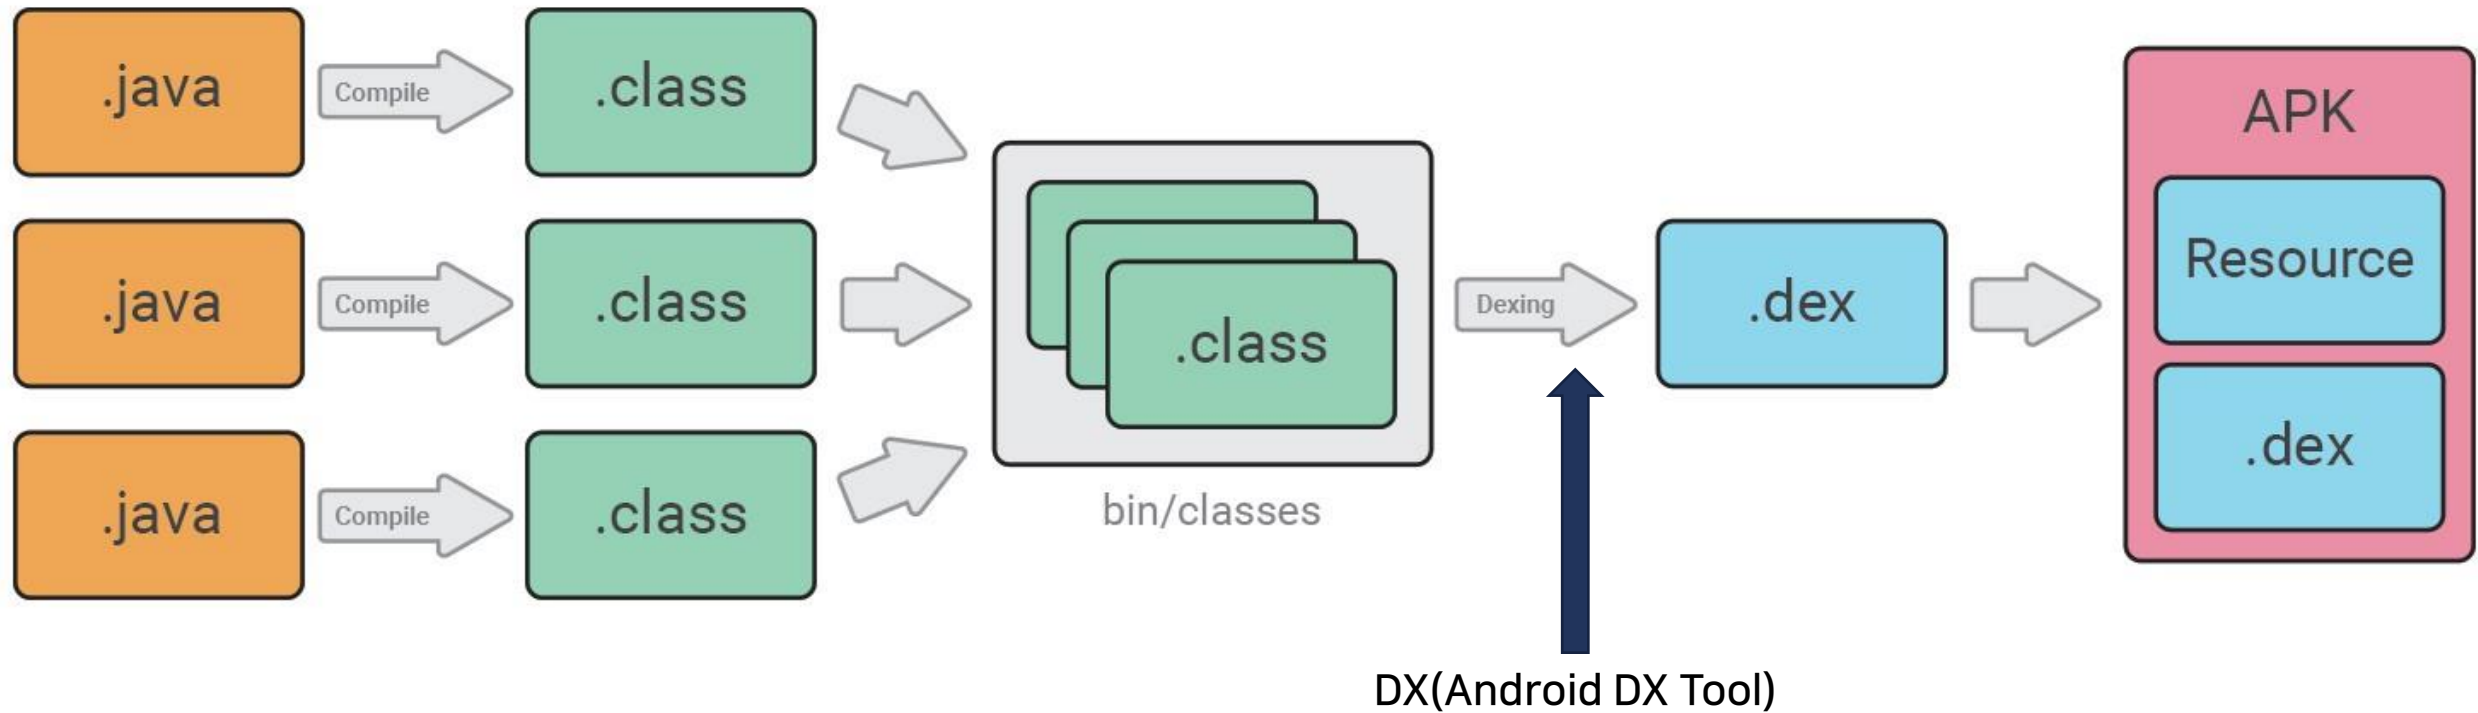 .java
Compile
.class
.java
Compile
.class
.java
Compile
.class
.class
bin/classes
Dexing
.dex
APK
Resource
.dex
DX(Android DX Tool)